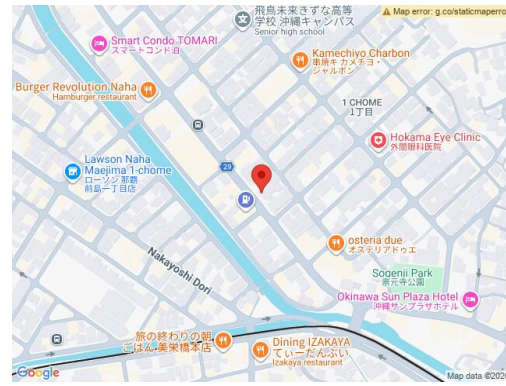 飛鳥未来きずな高等
学校 沖縄キャンパス
Senior high school
Map error: g.co/staticmaperro
Smart Condo TOMARI
スマートコンド泊
Kamechiyo Charbon
串焼キ カメチヨ・
シャルボン
Burger Revolution Naha
Hamburger restaurant
1 CHOME
1丁目
Hokama Eye Clinic
外間眼科医院
Lawson Naha
Maejima 1-chome
ローソン 那覇
前島一丁目店
29
osteria due
オステリアドゥエ
Nakayoshi Dori
Sogenji Park
崇元寺公園
Okinawa Sun Plaza Hotel
沖縄サンプラザホテル
旅の終わりの朝
ごはん 美栄橋本店
Dining IZAKAYA
てぃーだんぶい
Izakaya restaurant
Google
Map data ©2026